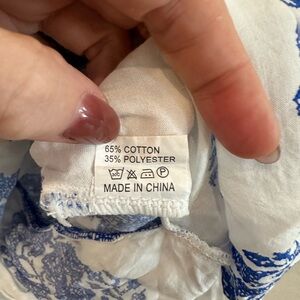 65% COTTON
35% POLYESTER
MADE IN CHINA